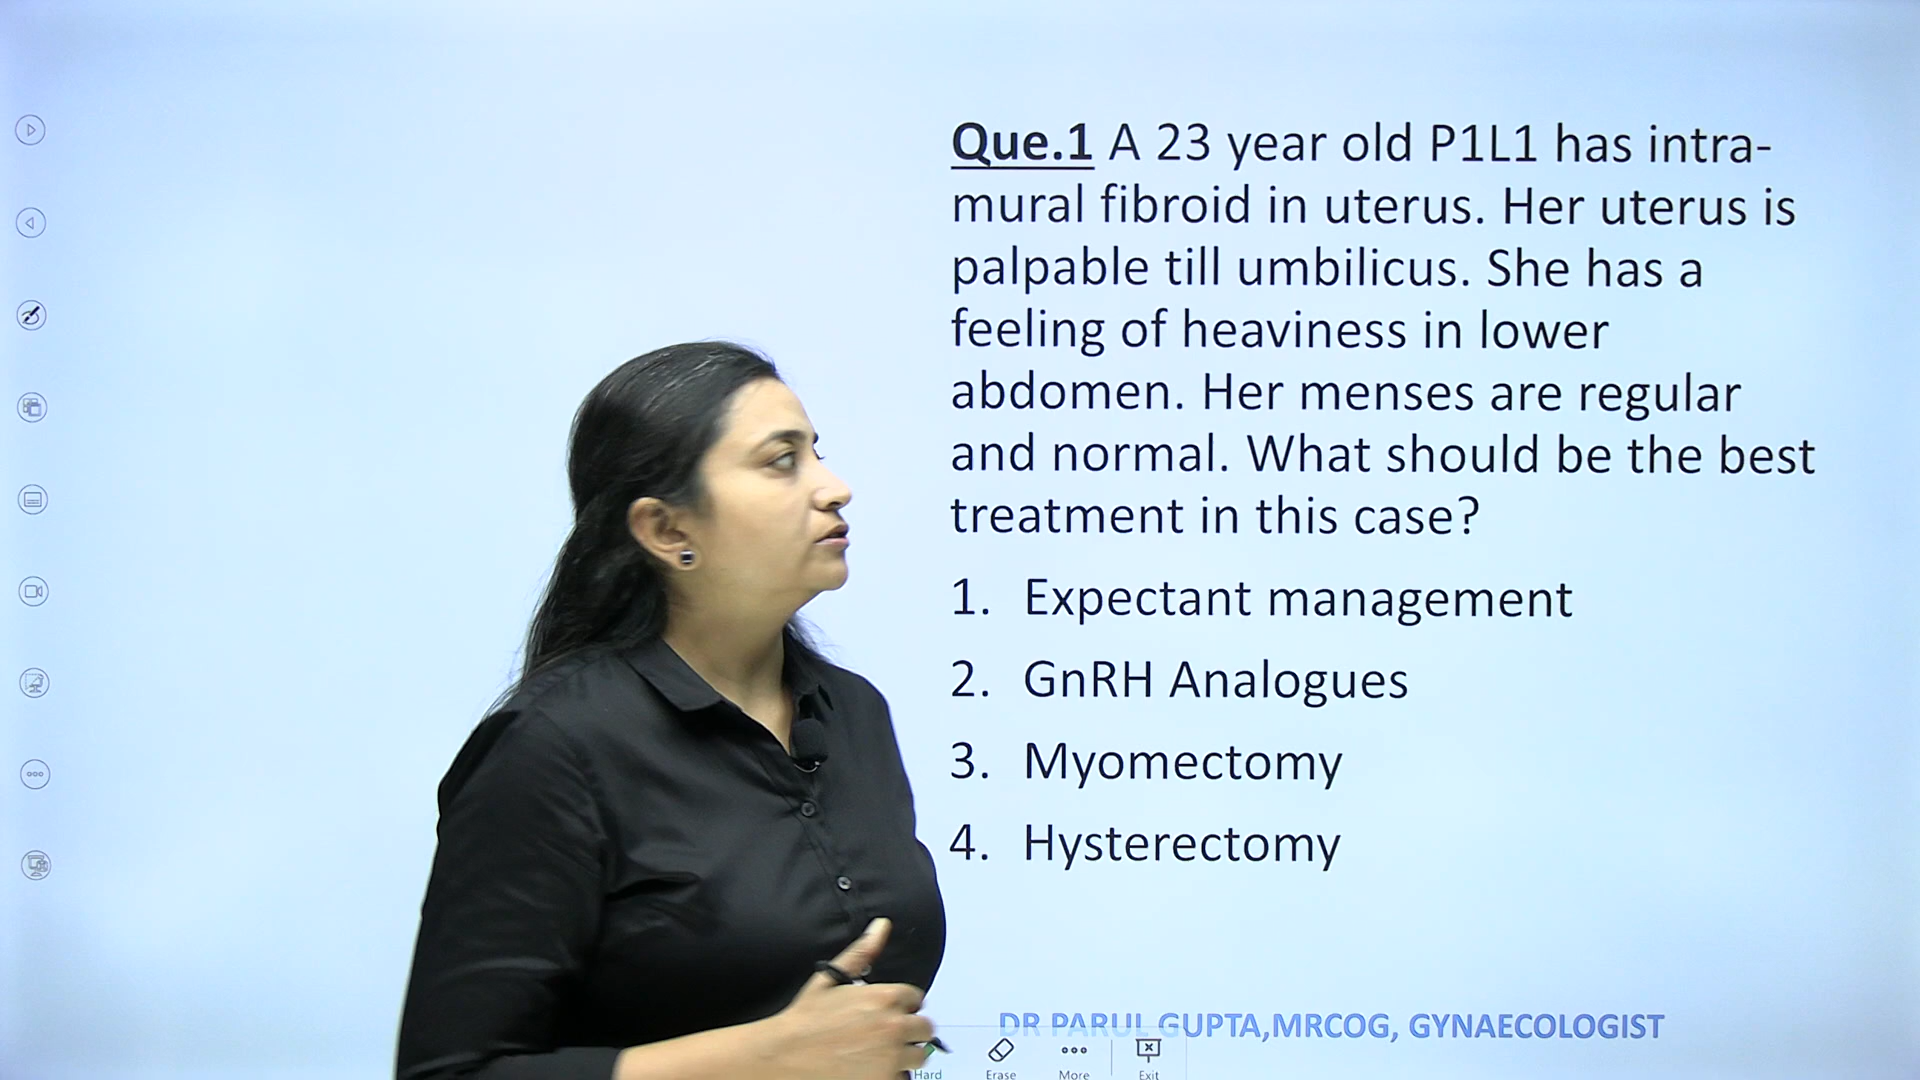 Que.1 A 23 year old P1L1 has intra-
mural fibroid in uterus. Her uterus is
palpable till umbilicus. She has a
feeling of heaviness in lower
abdomen. Her menses are regular
and normal. What should be the best
treatment in this case?
1. Expectant management
2. GnRH Analogues
3. Myomectomy
4. Hysterectomy
DR PARUL GUPTA,MRCOG, GYNAECOLOGIST
Hard Erase More Exit